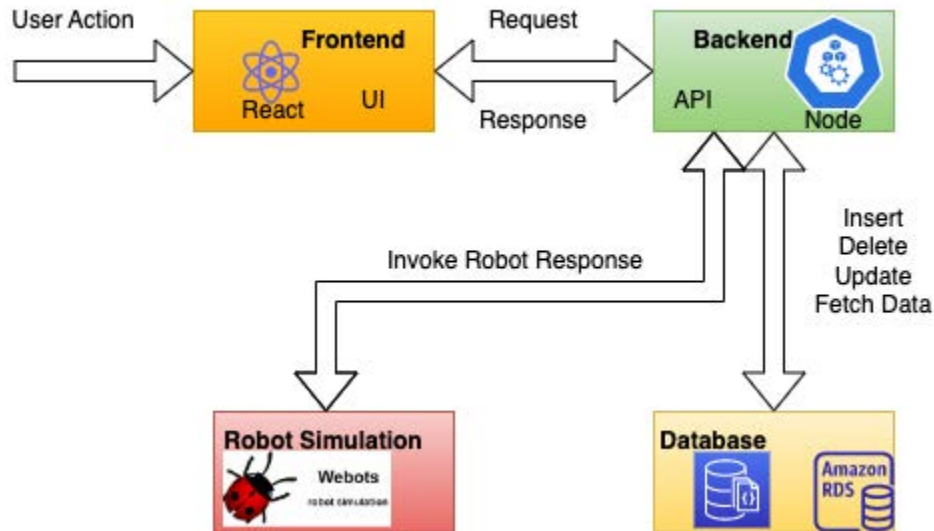 User Action
Frontend
React
UI
Request
Response
Backend
API
Node
Invoke Robot Response
Insert
Delete
Update
Fetch Data
Robot Simulation
Webots
robot simulation
Database
{}
Amazon
RDS